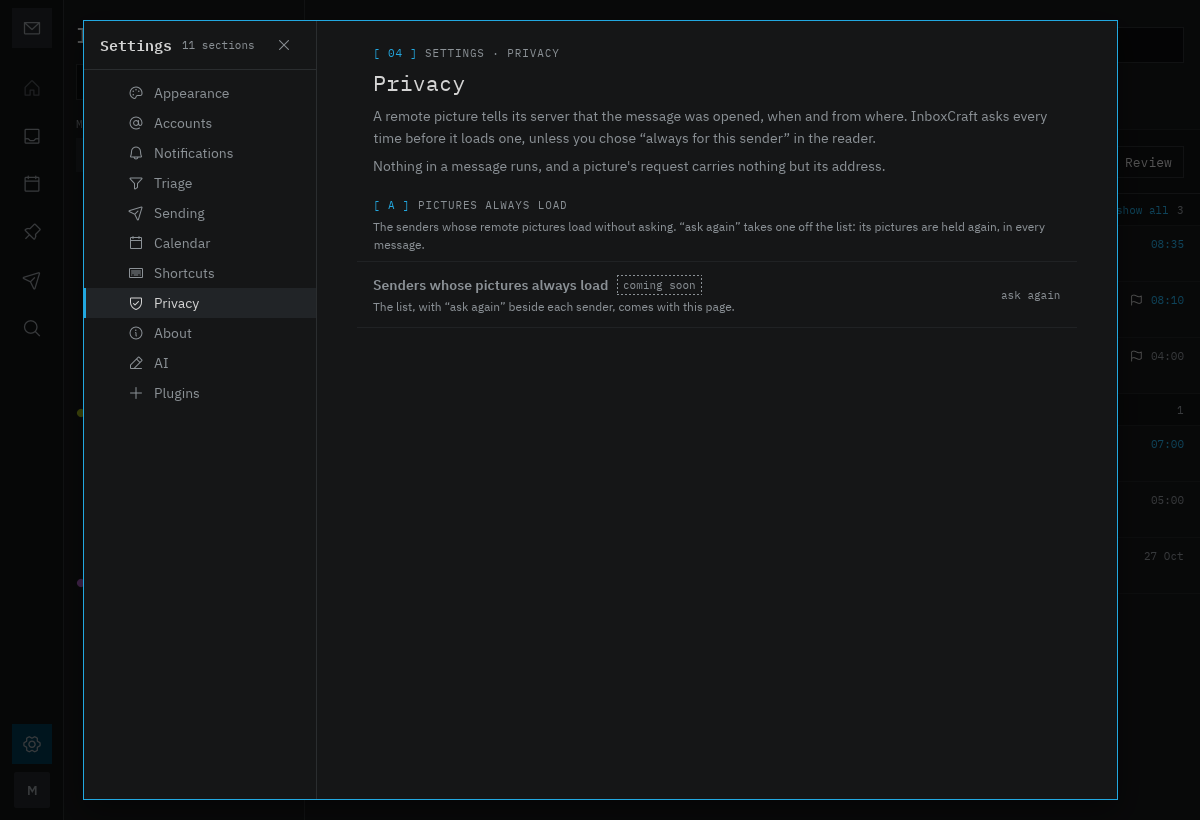 Settings 11 sections
Appearance
Accounts
Notifications
Triage
Sending
Calendar
Shortcuts
Privacy
About
AI
Plugins
M
[ 04 ] SETTINGS · PRIVACY
Privacy
A remote picture tells its server that the message was opened, when and from where. InboxCraft asks every
time before it loads one, unless you chose “always for this sender” in the reader.
Nothing in a message runs, and a picture's request carries nothing but its address.
[ A ] PICTURES ALWAYS LOAD
The senders whose remote pictures load without asking. “ask again” takes one off the list: its pictures are held again, in every
message.
Senders whose pictures always load coming soon
The list, with “ask again” beside each sender, comes with this page.
ask again
Review
show all 3
08:35
08:10
04:00
1
07:00
05:00
27 Oct